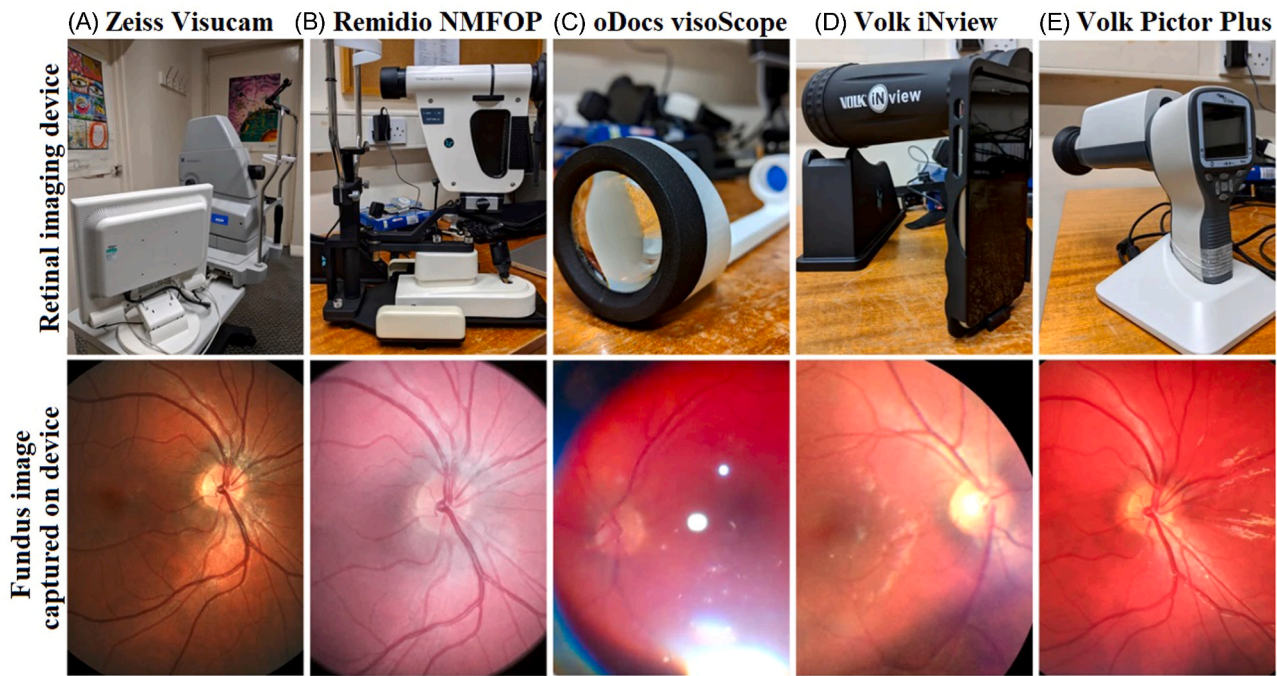 (A) Zeiss Visucam
(B) Remidio NMFOP
(C) oDocs visoScope
(D) Volk iNview
(E) Volk Pictor Plus
Retinal imaging device
VOLK iNview
Fundus image
captured on device